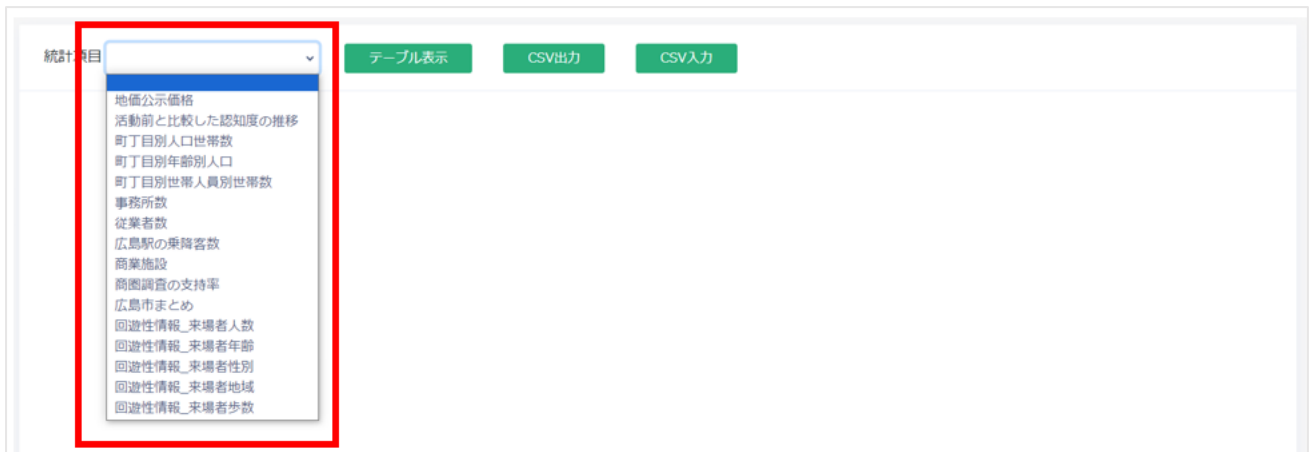 統計項目 テーブル表示 CSV出力 CSV入力
地価公示価格
活動前と比較した認知度の推移
町丁目別人口世帯数
町丁目別年齢別人口
町丁目別世帯人員別世帯数
事務所数
従業者数
広島駅の乗降客数
商業施設
商圏調査の支持率
広島市まとめ
回遊性情報_来場者人数
回遊性情報_来場者年齢
回遊性情報_来場者性別
回遊性情報_来場者地域
回遊性情報_来場者歩数